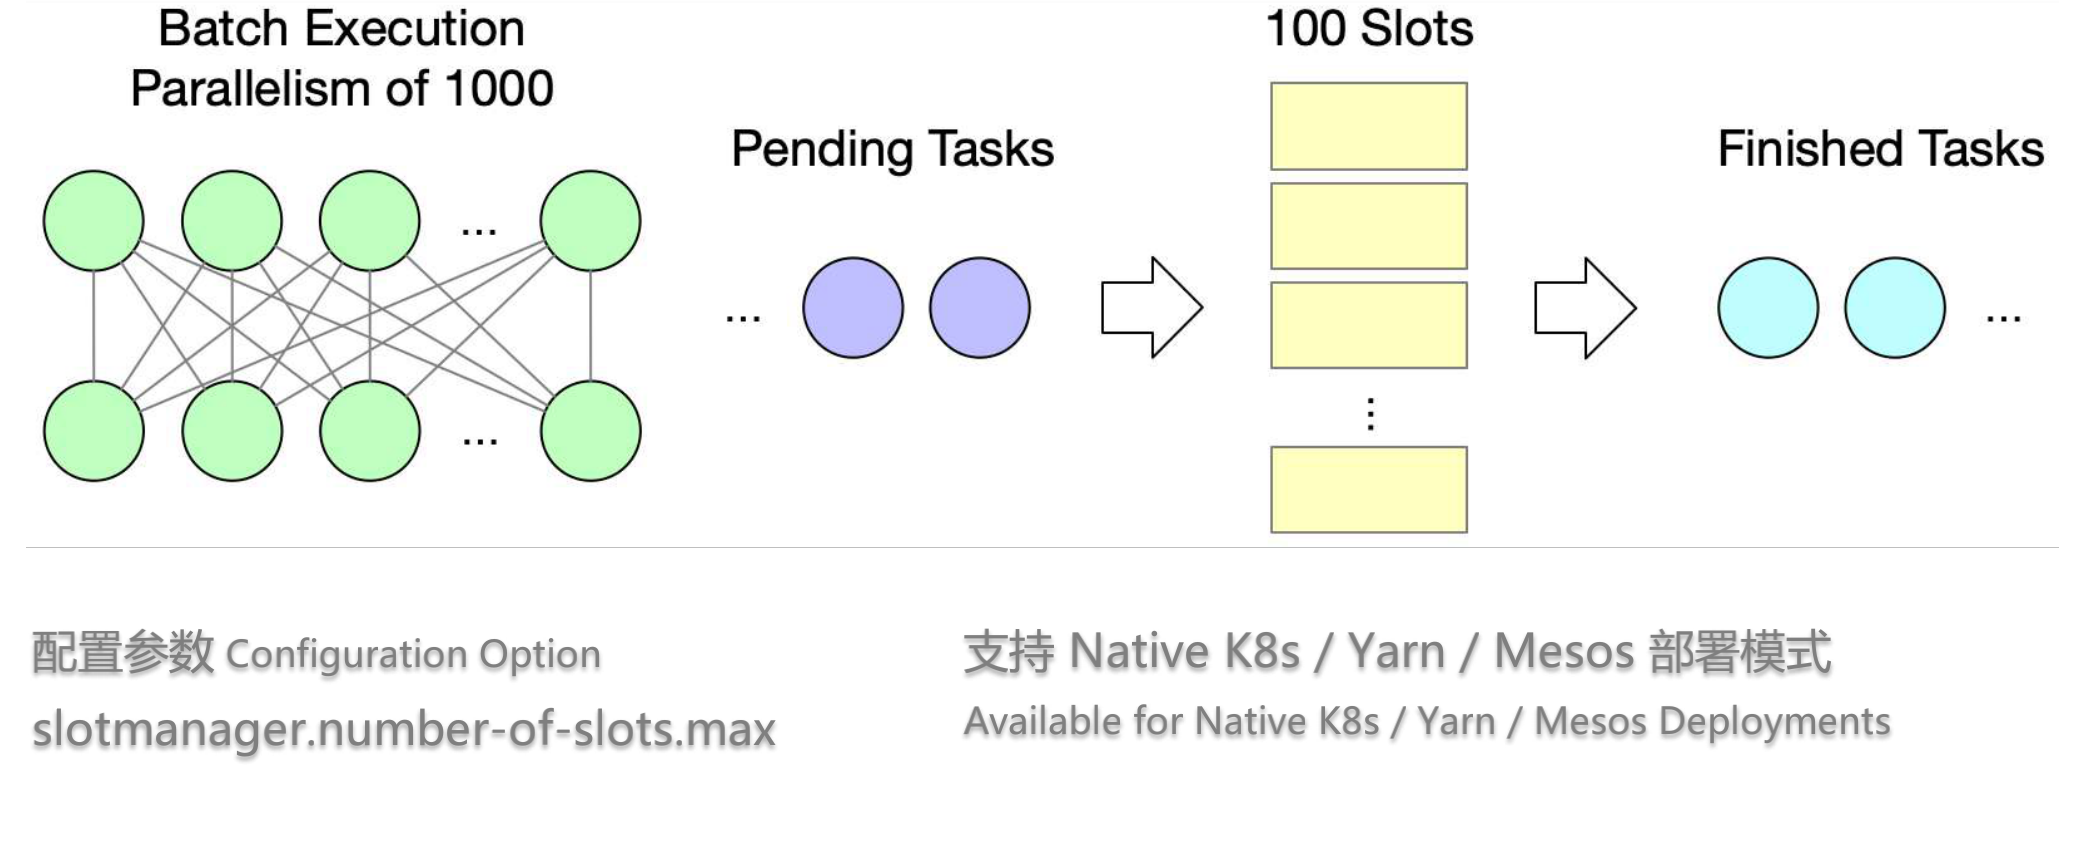 Batch Execution
Parallelism of 1000
...
...
Pending Tasks
...
100 Slots
...
Finished Tasks
...
配置参数 Configuration Option
slotmanager.number-of-slots.max
支持 Native K8s / Yarn / Mesos 部署模式
Available for Native K8s / Yarn / Mesos Deployments